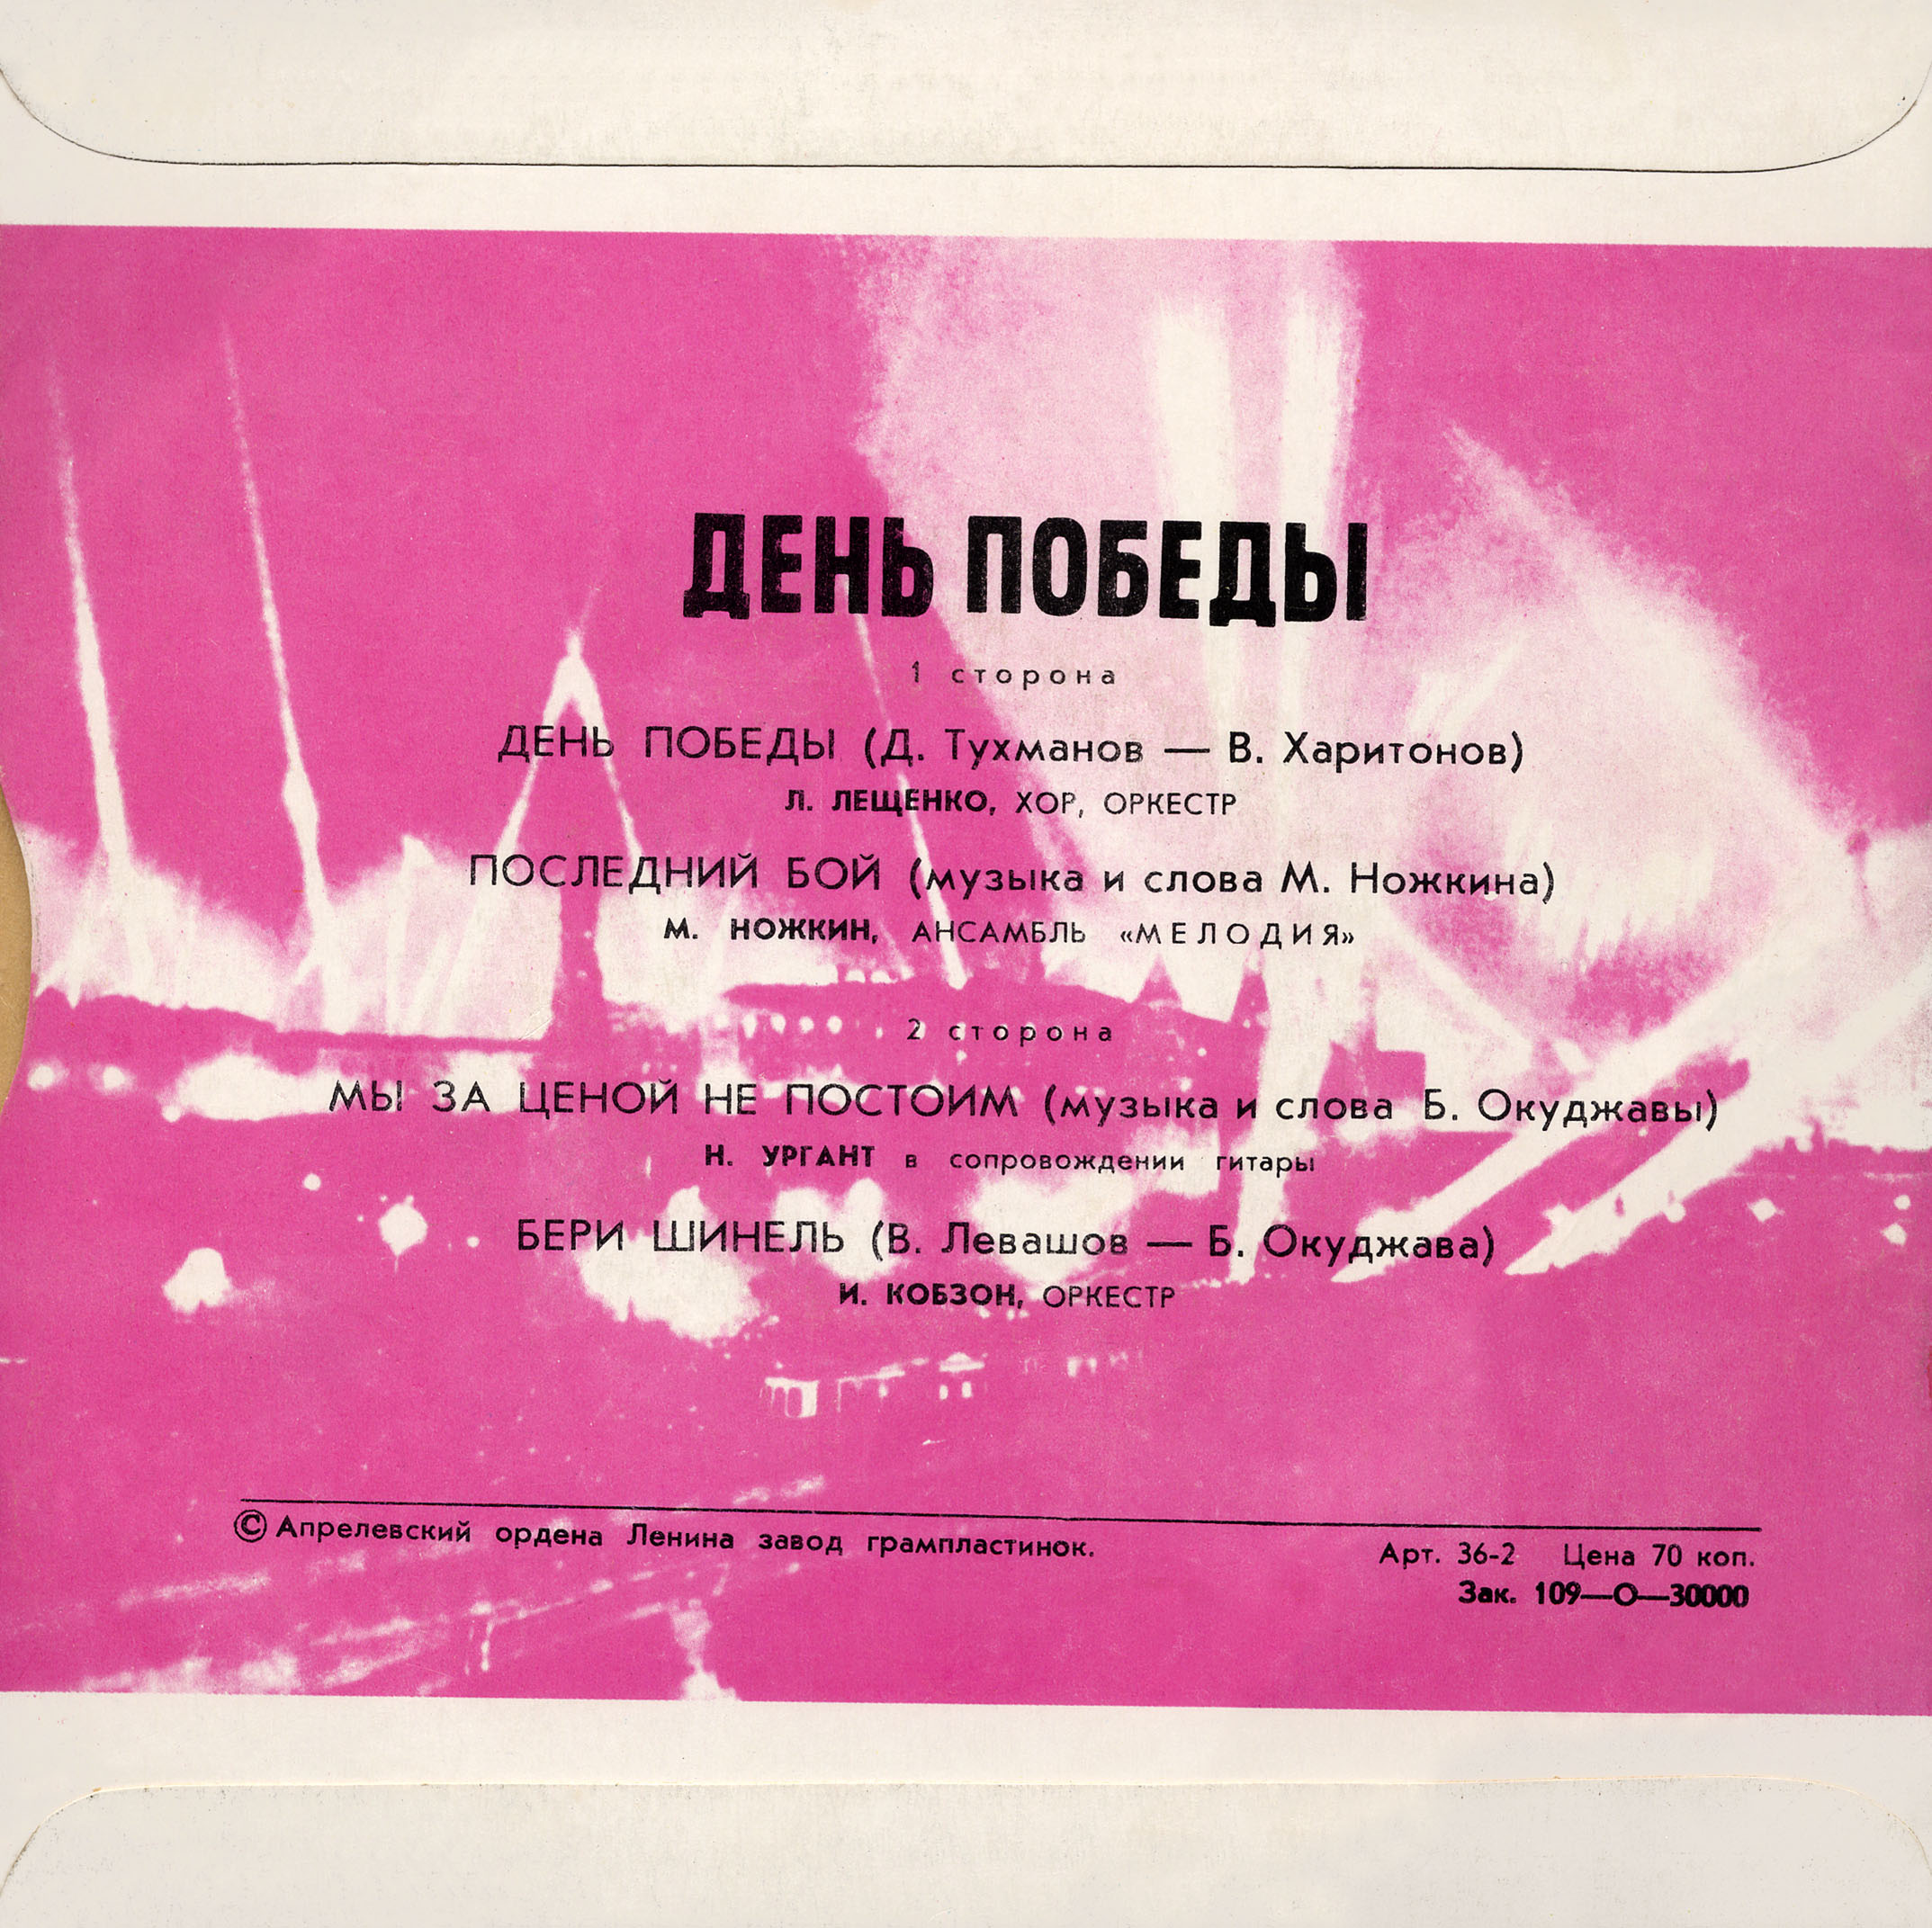 ДЕНЬ ПОБЕДЫ
1 сторона
ДЕНЬ ПОБЕДЫ (Д. Тухманов — В. Харитонов)
Л. ЛЕЩЕНКО, ХОР, ОРКЕСТР
ПОСЛЕДНИЙ БОЙ (музыка и слова М. Ножкина)
М. НОЖКИН, АНСАМБЛЬ «МЕЛОДИЯ»
2 сторона
МЫ ЗА ЦЕНОЙ НЕ ПОСТОИМ (музыка и слова Б. Окуджавы)
Н. УРГАНТ в сопровождении гитары
БЕРИ ШИНЕЛЬ (В. Левашов — Б. Окуджава)
И. КОБЗОН, ОРКЕСТР
© Апрелевский ордена Ленина завод грампластинок.
Арт. 36-2 Цена 70 коп.
Зак. 109—О—30000